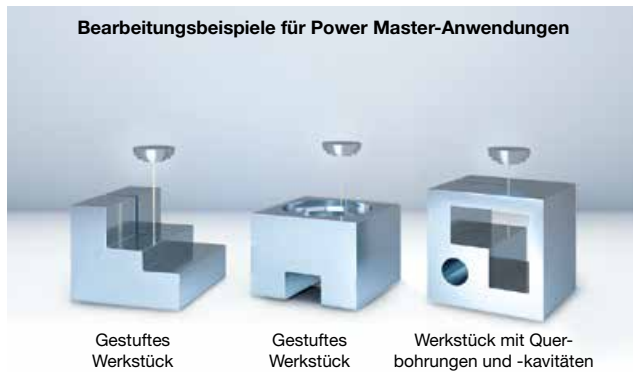 Bearbeitungsbeispiele für Power Master-Anwendungen
Gestuftes
Werkstück
Gestuftes
Werkstück
Werkstück mit Quer-
bohrungen und -kavitäten